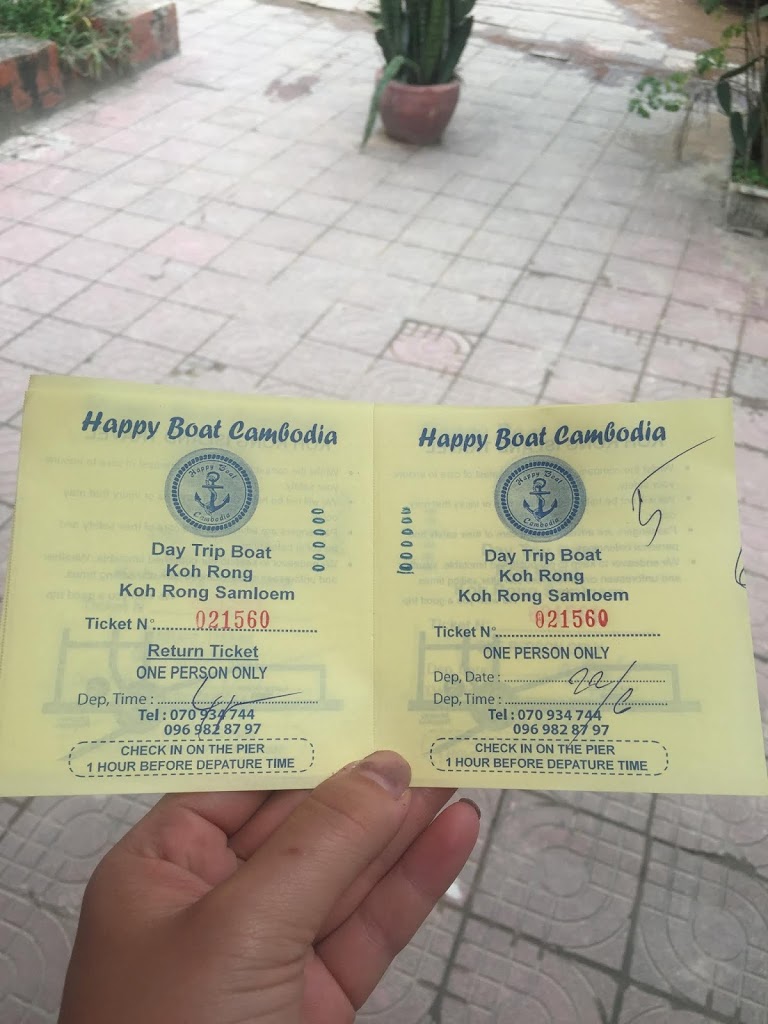 Happy Boat Cambodia
Happy Boat
Cambodia
Day Trip Boat
Koh Rong
Koh Rong Samloem
Ticket N°. 021560
Return Ticket
ONE PERSON ONLY
Dep, Time :
Tel : 070 934 744
096 982 87 97
CHECK IN ON THE PIER
1 HOUR BEFORE DEPATURE TIME
Happy Boat Cambodia
Happy Boat
Cambodia
Day Trip Boat
Koh Rong
Koh Rong Samloem
Ticket N°. 021560
ONE PERSON ONLY
Dep, Date : 22/6
Dep, Time :
Tel : 070 934 744
096 982 87 97
CHECK IN ON THE PIER
1 HOUR BEFORE DEPATURE TIME